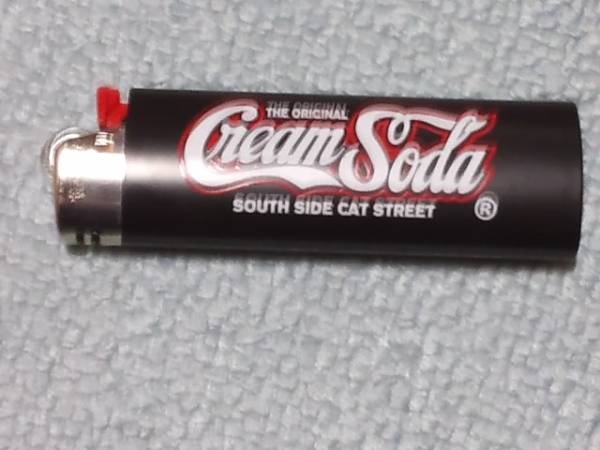 THE ORIGINAL
Cream Soda
SOUTH SIDE CAT STREET ®